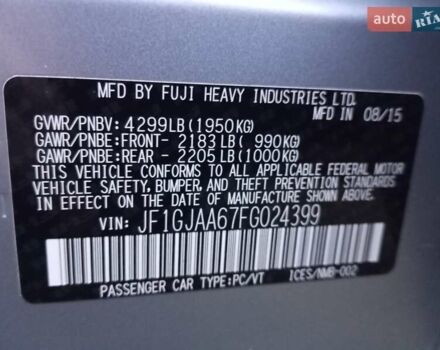 auto
RIA
MFD BY FUJI HEAVY INDUSTRIES LTD.
MFD IN 08/15
GVWR/PNBV: 4299LB(1950KG)
GAWR/PNBE:FRONT- 2183LB( 990KG)
GAWR/PNBE:REAR - 2205LB(1000KG)
THIS VEHICLE CONFORMS TO ALL APPLICABLE FEDERAL MOTOR
VEHICLE SAFETY, BUMPER, AND THEFT PREVENTION STANDARDS
IN EFFECT ON THE DATE OF MANUFACTURE SHOWN ABOVE.
VIN: JF1GJAA67FG024399
PASSENGER CAR TYPE:PC/VT
ICES/NMB-002